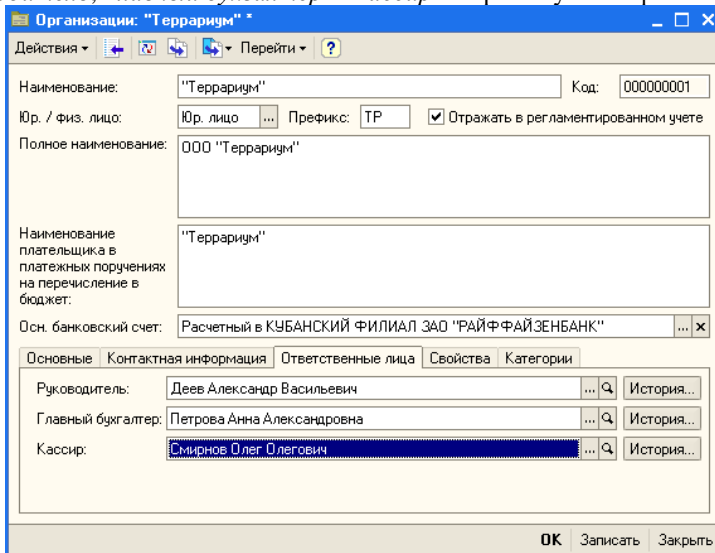 Организации: "Террариум" *
Действия Перейти ?
Наименование: "Террариум" Код: 000000001
Юр. / физ. лицо: Юр. лицо ... Префикс: ТР Отражать в регламентированном учете
Полное наименование: ООО "Террариум"
Наименование "Террариум"
плательщика в
платежных поручениях
на перечисление в
бюджет:
Осн. банковский счет: Расчетный в КУБАНСКИЙ ФИЛИАЛ ЗАО "РАЙФФАЙЗЕНБАНК" ... x
Основные Контактная информация Ответственные лица Свойства Категории
Руководитель: Деев Александр Васильевич ... История...
Главный бухгалтер: Петрова Анна Александровна ... История...
Кассир: Смирнов Олег Олегович ... История...
OK Записать Закрыть